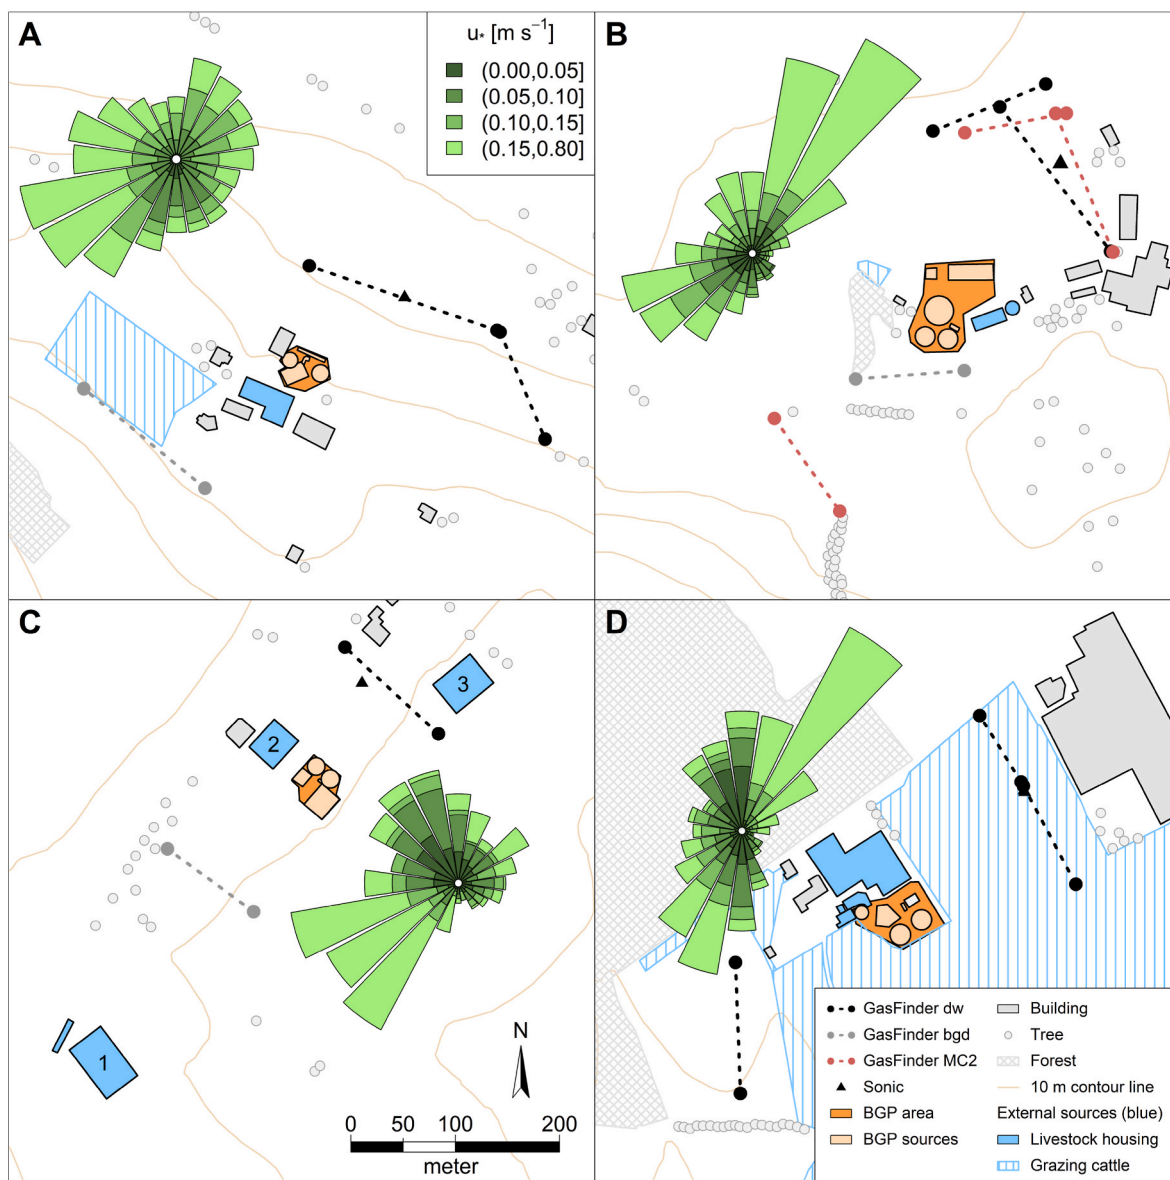 A
u* [m s⁻¹]
(0.00,0.05]
(0.05,0.10]
(0.10,0.15]
(0.15,0.80]
B
C
3
2
1
N
0 50 100 200
meter
D
GasFinder dw
GasFinder bgd
GasFinder MC2
Sonic
BGP area
BGP sources
Building
Tree
Forest
10 m contour line
External sources (blue)
Livestock housing
Grazing cattle